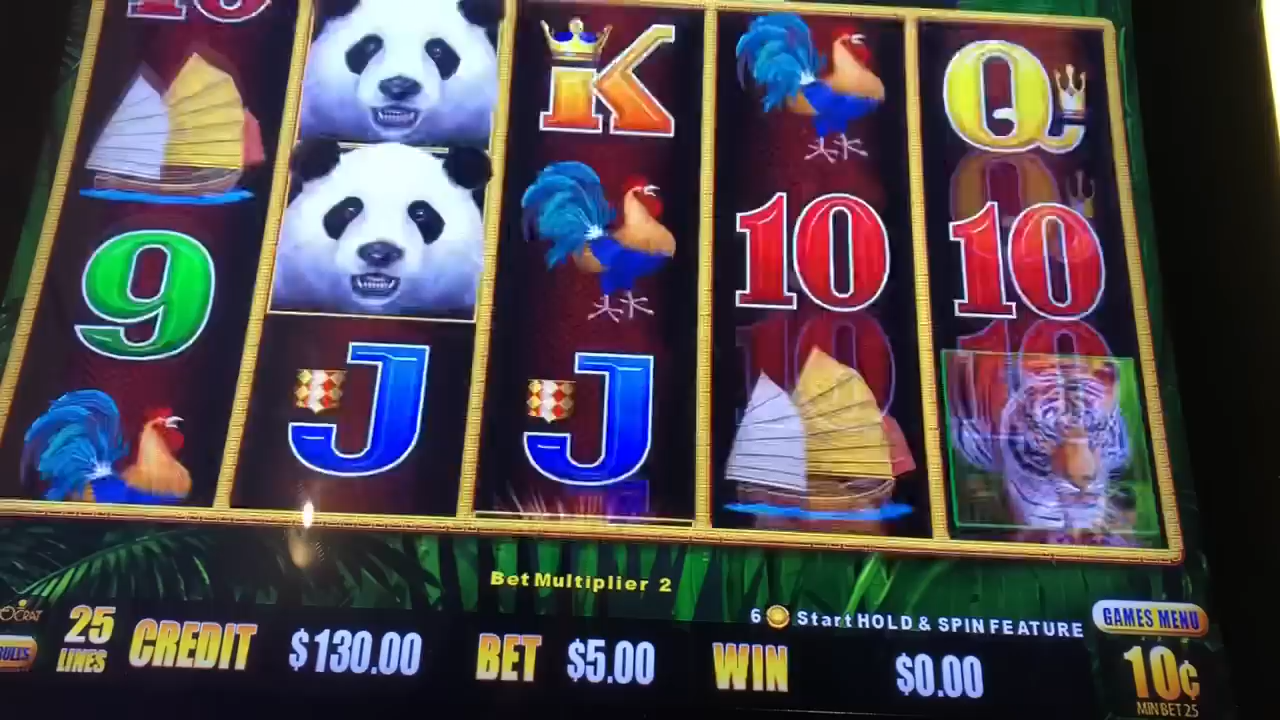 10
K
Q
9
10
10
J
J
Bet Multiplier 2
6 Start HOLD & SPIN FEATURE
GAMES MENU
25
LINES
CREDIT $130.00
BET $5.00
WIN $0.00
10¢
MIN BET 25